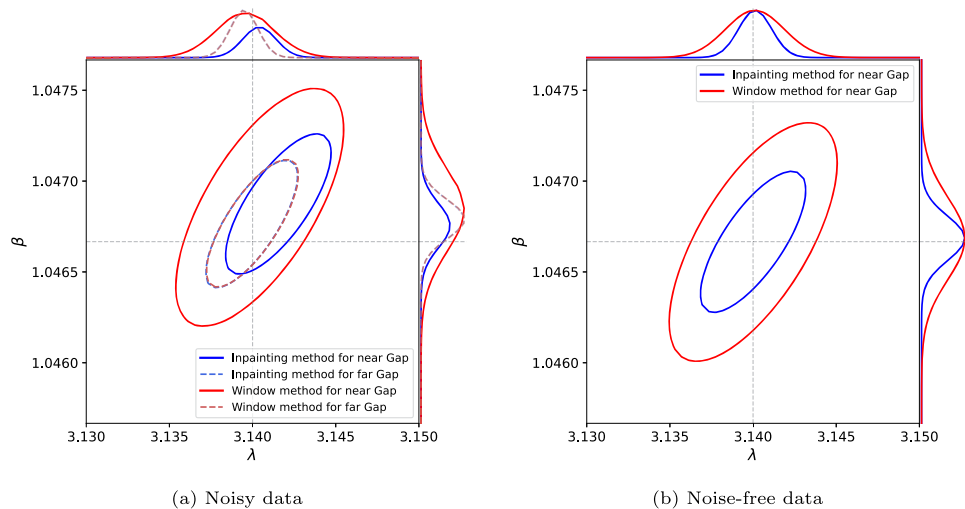 Inpainting method for near Gap
Inpainting method for far Gap
Window method for near Gap
Window method for far Gap
1.0475
1.0470
1.0465
1.0460
β
3.130
3.135
3.140
3.145
3.150
λ
(a) Noisy data
Inpainting method for near Gap
Window method for near Gap
1.0475
1.0470
1.0465
1.0460
β
3.130
3.135
3.140
3.145
3.150
λ
(b) Noise-free data